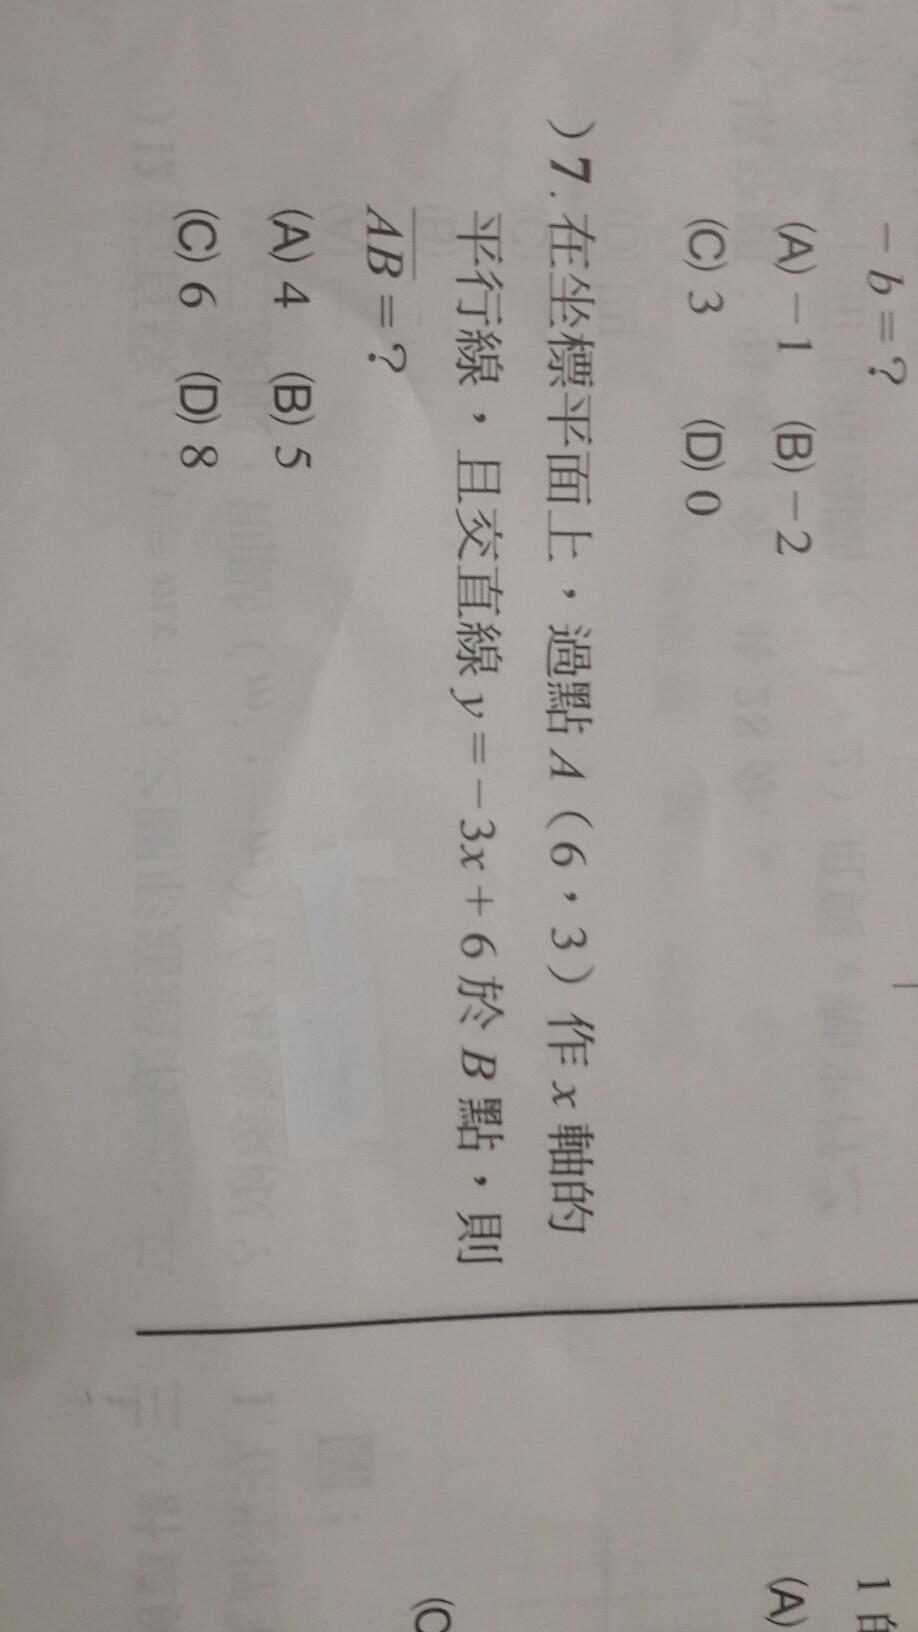 －b＝？
(A)－1 (B)－2
(C) 3 (D) 0
）7. 在坐標平面上，過點 A（6，3）作 x 軸的
平行線，且交直線 y＝－3x＋6 於 B 點，則
AB＝？
(A) 4 (B) 5
(C) 6 (D) 8
(A)